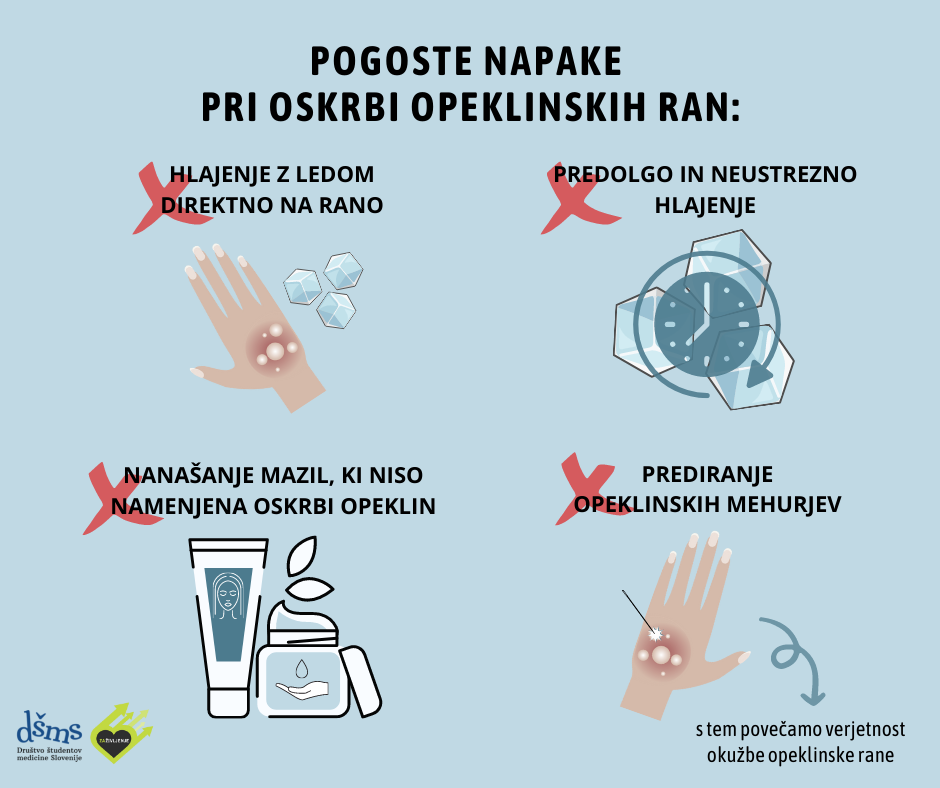 POGOSTE NAPAKE
PRI OSKRBI OPEKLINSKIH RAN:
HLAJENJE Z LEDOM
DIREKTNO NA RANO
PREDOLGO IN NEUSTREZNO
HLAJENJE
NANAŠANJE MAZIL, KI NISO
NAMENJENA OSKRBI OPEKLIN
PREDIRANJE
OPEKLINSKIH MEHURJEV
s tem povečamo verjetnost
okužbe opeklinske rane
dšms
Društvo študentov
medicine Slovenije
ZAŽIVLJENJE